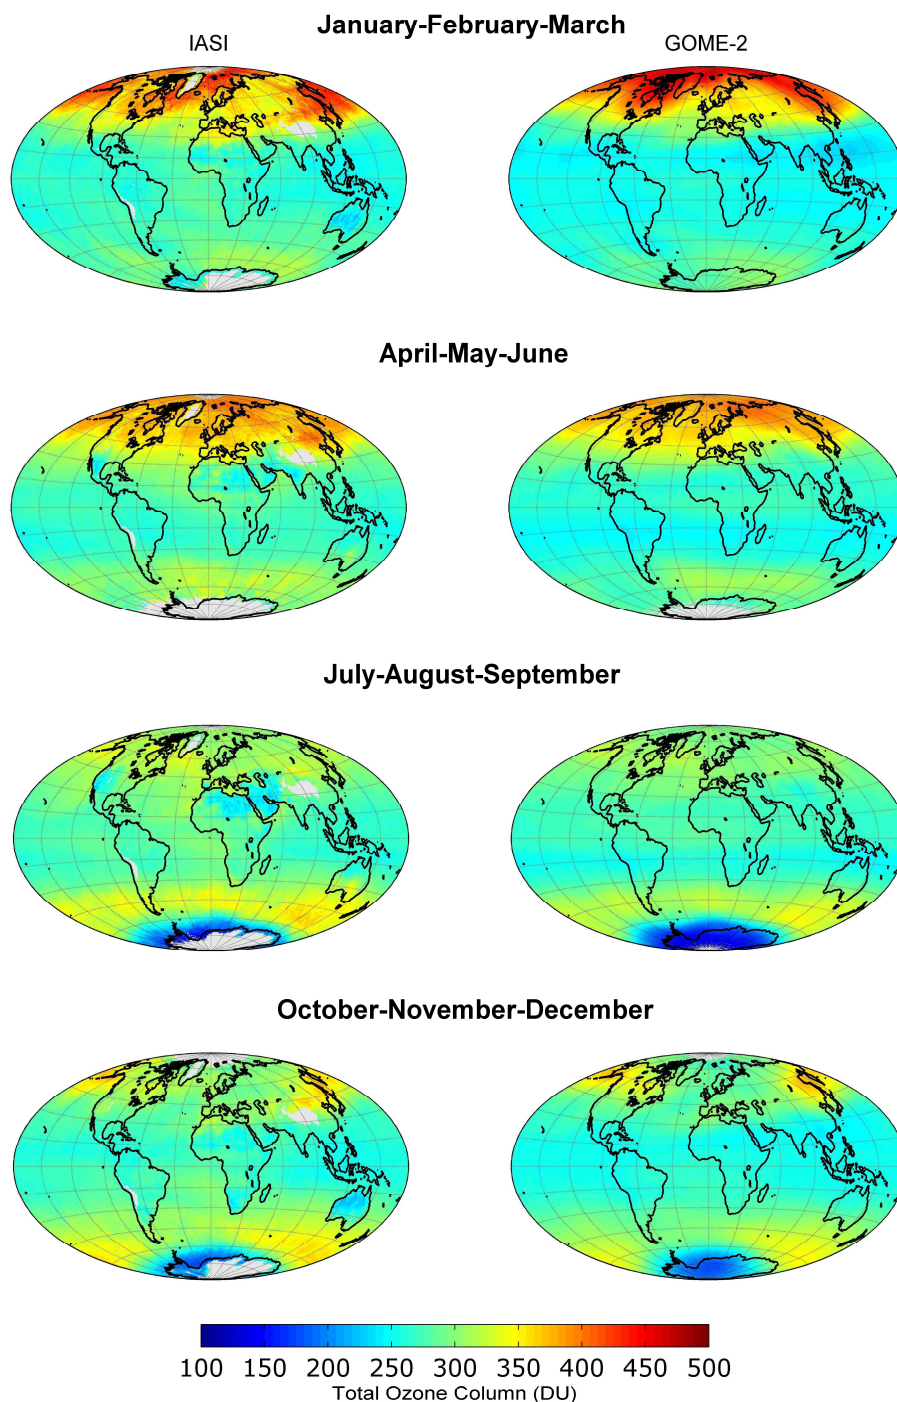 January-February-March
IASI
GOME-2
April-May-June
July-August-September
October-November-December
100 150 200 250 300 350 400 450 500
Total Ozone Column (DU)